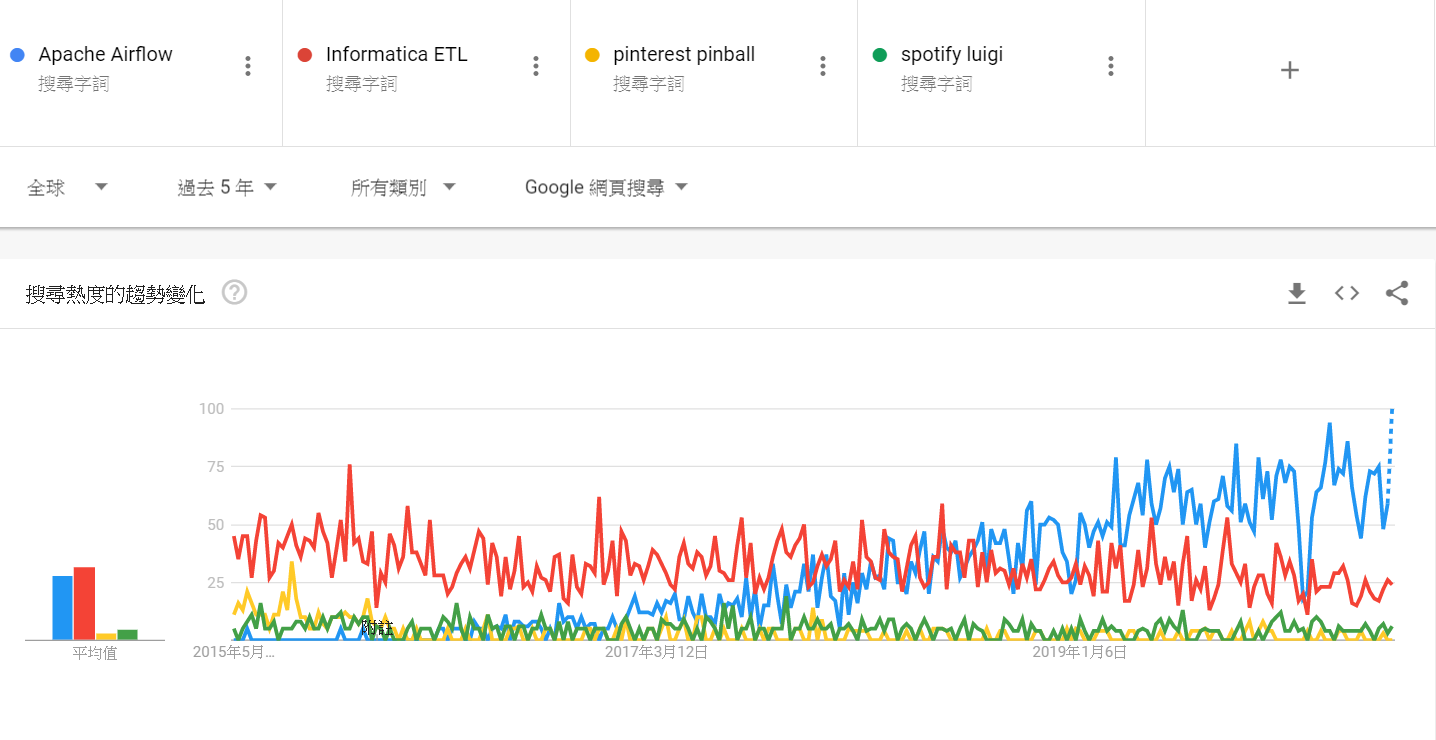 Apache Airflow
搜尋字詞
Informatica ETL
搜尋字詞
pinterest pinball
搜尋字詞
spotify luigi
搜尋字詞
+
全球
過去 5 年
所有類別
Google 網頁搜尋
搜尋熱度的趨勢變化 ?
100
75
50
25
附註
平均值
2015年5月…
2017年3月12日
2019年1月6日